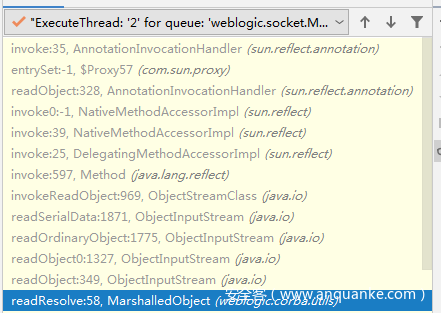 "ExecuteThread: '2' for queue: 'weblogic.socket.M...
invoke:35, AnnotationInvocationHandler (sun.reflect.annotation)
entrySet:-1, $Proxy57 (com.sun.proxy)
readObject:328, AnnotationInvocationHandler (sun.reflect.annotation)
invoke0:-1, NativeMethodAccessorImpl (sun.reflect)
invoke:39, NativeMethodAccessorImpl (sun.reflect)
invoke:25, DelegatingMethodAccessorImpl (sun.reflect)
invoke:597, Method (java.lang.reflect)
invokeReadObject:969, ObjectStreamClass (java.io)
readSerialData:1871, ObjectInputStream (java.io)
readOrdinaryObject:1775, ObjectInputStream (java.io)
readObject0:1327, ObjectInputStream (java.io)
readObject:349, ObjectInputStream (java.io)
readResolve:58, MarshalledObject (weblogic.corba.utils)
安全客 ( www.anquanke.com )